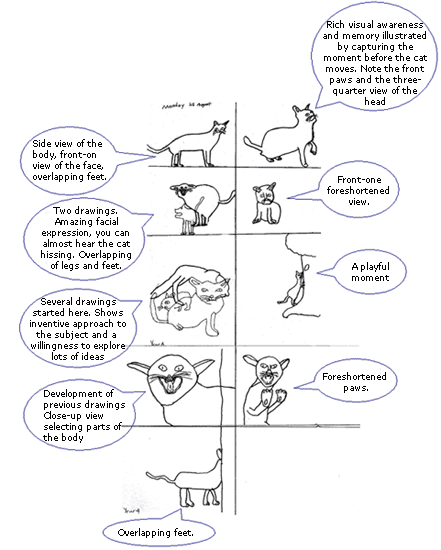 Rich visual awareness
and memory illustrated
by capturing the
moment before the cat
moves. Note the front
paws and the three-
quarter view of the
head
Monday 25 August
Side view of the
body, front-on
view of the face,
overlapping feet.
Front-one
foreshortened
view.
Two drawings.
Amazing facial
expression, you can
almost hear the cat
hissing. Overlapping
of legs and feet.
A playful
moment
Several drawings
started here. Shows
inventive approach to
the subject and a
willingness to explore
lots of ideas
Development of
previous drawings
Close-up view
selecting parts of
the body
Foreshortened
paws.
Overlapping feet.